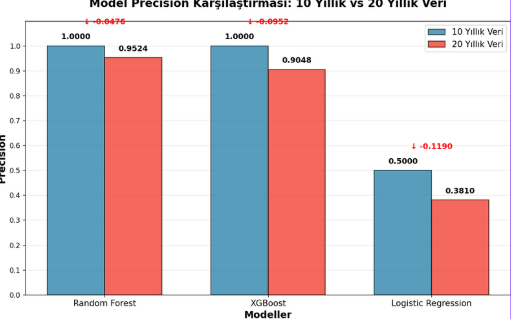 Model Precision Karşılaştırması: 10 Yıllık vs 20 Yıllık Veri
↓ -0.0476
↓ -0.0952
1.0000
0.9524
1.0000
0.9048
↓ -0.1190
0.5000
0.3810
10 Yıllık Veri
20 Yıllık Veri
Precision
1.0
0.9
0.8
0.7
0.6
0.5
0.4
0.3
0.2
0.1
0.0
Random Forest
XGBoost
Logistic Regression
Modeller